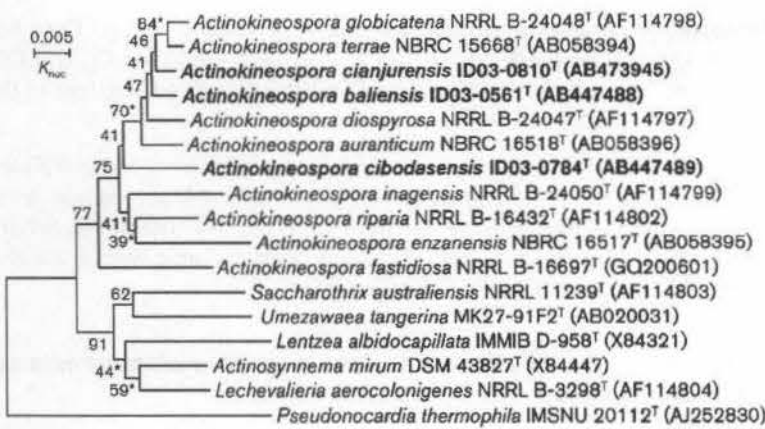 84*
Actinokineospora globicatena NRRL B-24048ᵀ (AF114798)
0.005
46
Actinokineospora terrae NBRC 15668ᵀ (AB058394)
Knuc
41
Actinokineospora cianjurensis ID03-0810ᵀ (AB473945)
47
Actinokineospora baliensis ID03-0561ᵀ (AB447488)
70*
Actinokineospora diospyrosa NRRL B-24047ᵀ (AF114797)
41
Actinokineospora auranticum NBRC 16518ᵀ (AB058396)
75
Actinokineospora cibodasensis ID03-0784ᵀ (AB447489)
Actinokineospora inagensis NRRL B-24050ᵀ (AF114799)
77
41*
Actinokineospora riparia NRRL B-16432ᵀ (AF114802)
39*
Actinokineospora enzanensis NBRC 16517ᵀ (AB058395)
Actinokineospora fastidiosa NRRL B-16697ᵀ (GQ200601)
62
Saccharothrix australiensis NRRL 11239ᵀ (AF114803)
Umezawaea tangerina MK27-91F2ᵀ (AB020031)
91
Lentzea albidocapillata IMMIB D-958ᵀ (X84321)
44*
Actinosynnema mirum DSM 43827ᵀ (X84447)
59*
Lechevalieria aerocolonigenes NRRL B-3298ᵀ (AF114804)
Pseudonocardia thermophila IMSNU 20112ᵀ (AJ252830)